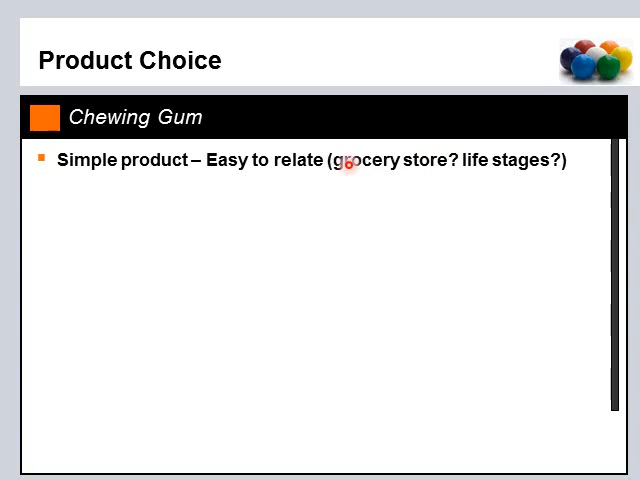 Product Choice
Chewing Gum
Simple product – Easy to relate (grocery store? life stages?)